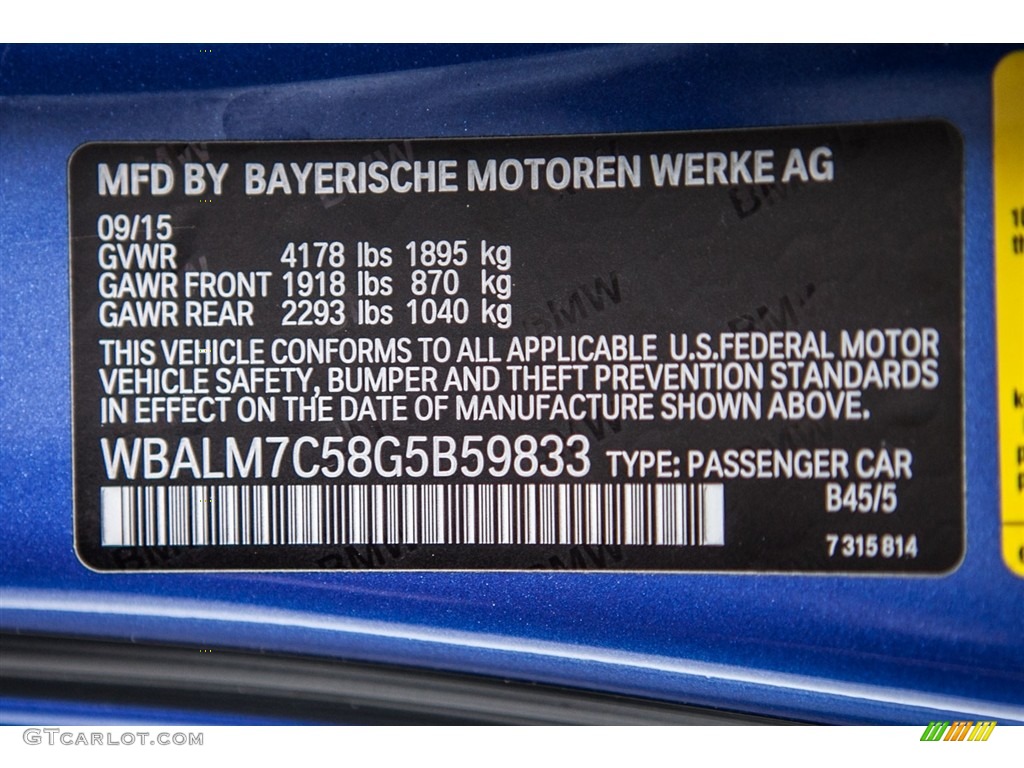 MFD BY BAYERISCHE MOTOREN WERKE AG
09/15
GVWR 4178 lbs 1895 kg
GAWR FRONT 1918 lbs 870 kg
GAWR REAR 2293 lbs 1040 kg
THIS VEHICLE CONFORMS TO ALL APPLICABLE U.S.FEDERAL MOTOR
VEHICLE SAFETY, BUMPER AND THEFT PREVENTION STANDARDS
IN EFFECT ON THE DATE OF MANUFACTURE SHOWN ABOVE.
WBALM7C58G5B59833 TYPE: PASSENGER CAR
B45/5
7 315 814
GTCARLOT.COM